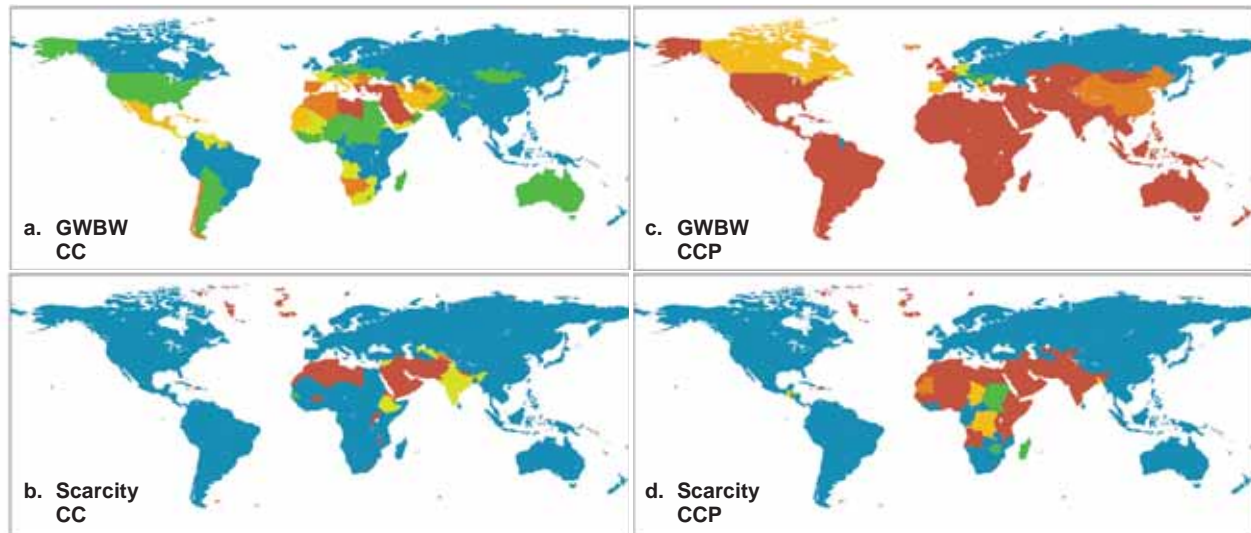 a. GWBW
CC
b. Scarcity
CC
c. GWBW
CCP
d. Scarcity
CCP